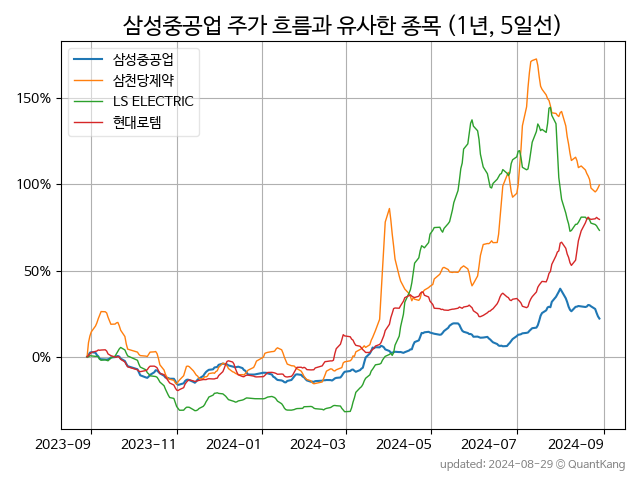 삼성중공업 주가 흐름과 유사한 종목 (1년, 5일선)
삼성중공업
삼천당제약
LS ELECTRIC
현대로템
150%
100%
50%
0%
2023-09 2023-11 2024-01 2024-03 2024-05 2024-07 2024-09
updated: 2024-08-29 © QuantKang